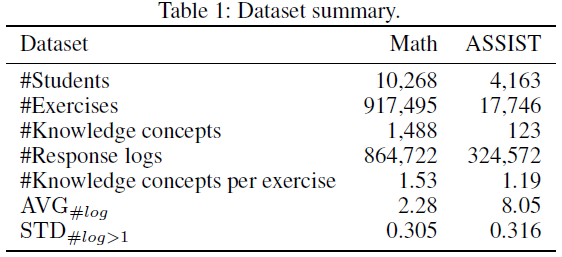 Table 1: Dataset summary.
Dataset Math ASSIST
#Students 10,268 4,163
#Exercises 917,495 17,746
#Knowledge concepts 1,488 123
#Response logs 864,722 324,572
#Knowledge concepts per exercise 1.53 1.19
AVG#log 2.28 8.05
STD#log>1 0.305 0.316